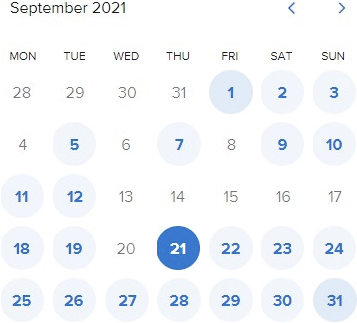 September 2021
MON TUE WED THU FRI SAT SUN
28 29 30 31 1 2 3
4 5 6 7 8 9 10
11 12 13 14 15 16 17
18 19 20 21 22 23 24
25 26 27 28 29 30 31